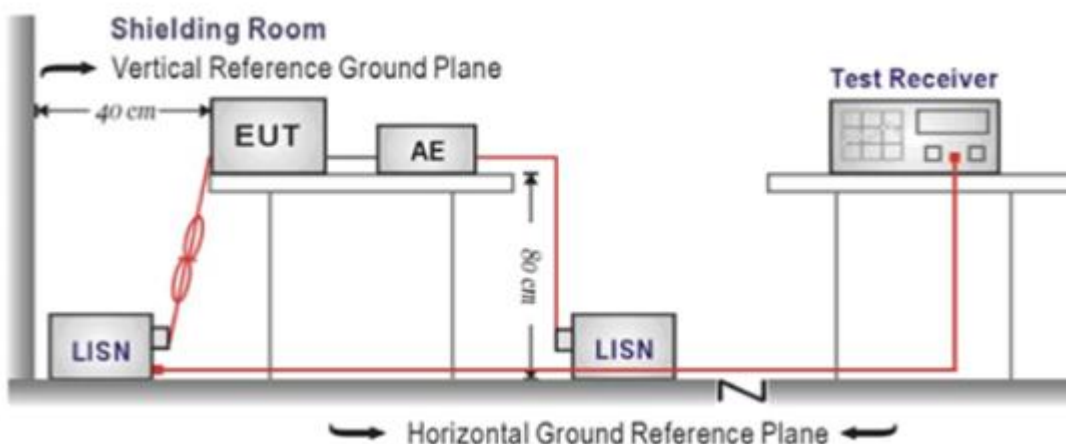 Shielding Room
Vertical Reference Ground Plane
Test Receiver
40 cm
EUT
AE
80 cm
LISN
LISN
Horizontal Ground Reference Plane